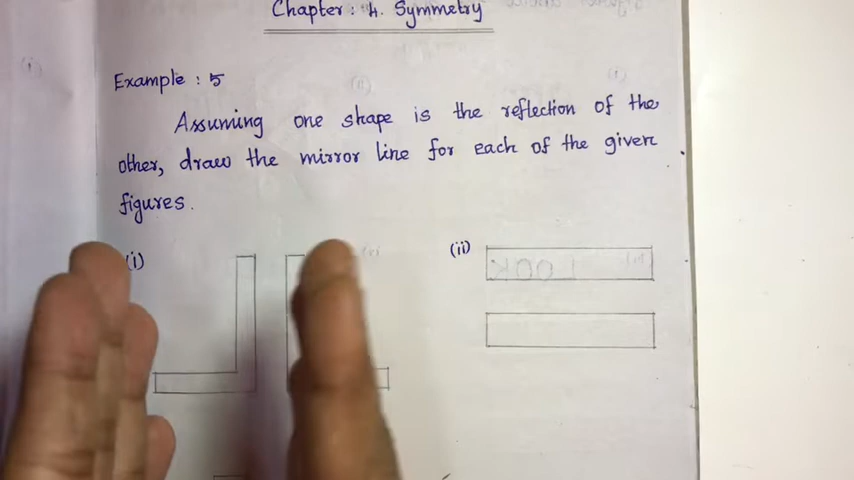 Chapter : 4. Symmetry
Example : 5
Assuming one shape is the reflection of the
other, draw the mirror line for each of the given
figures.
(i) (ii)